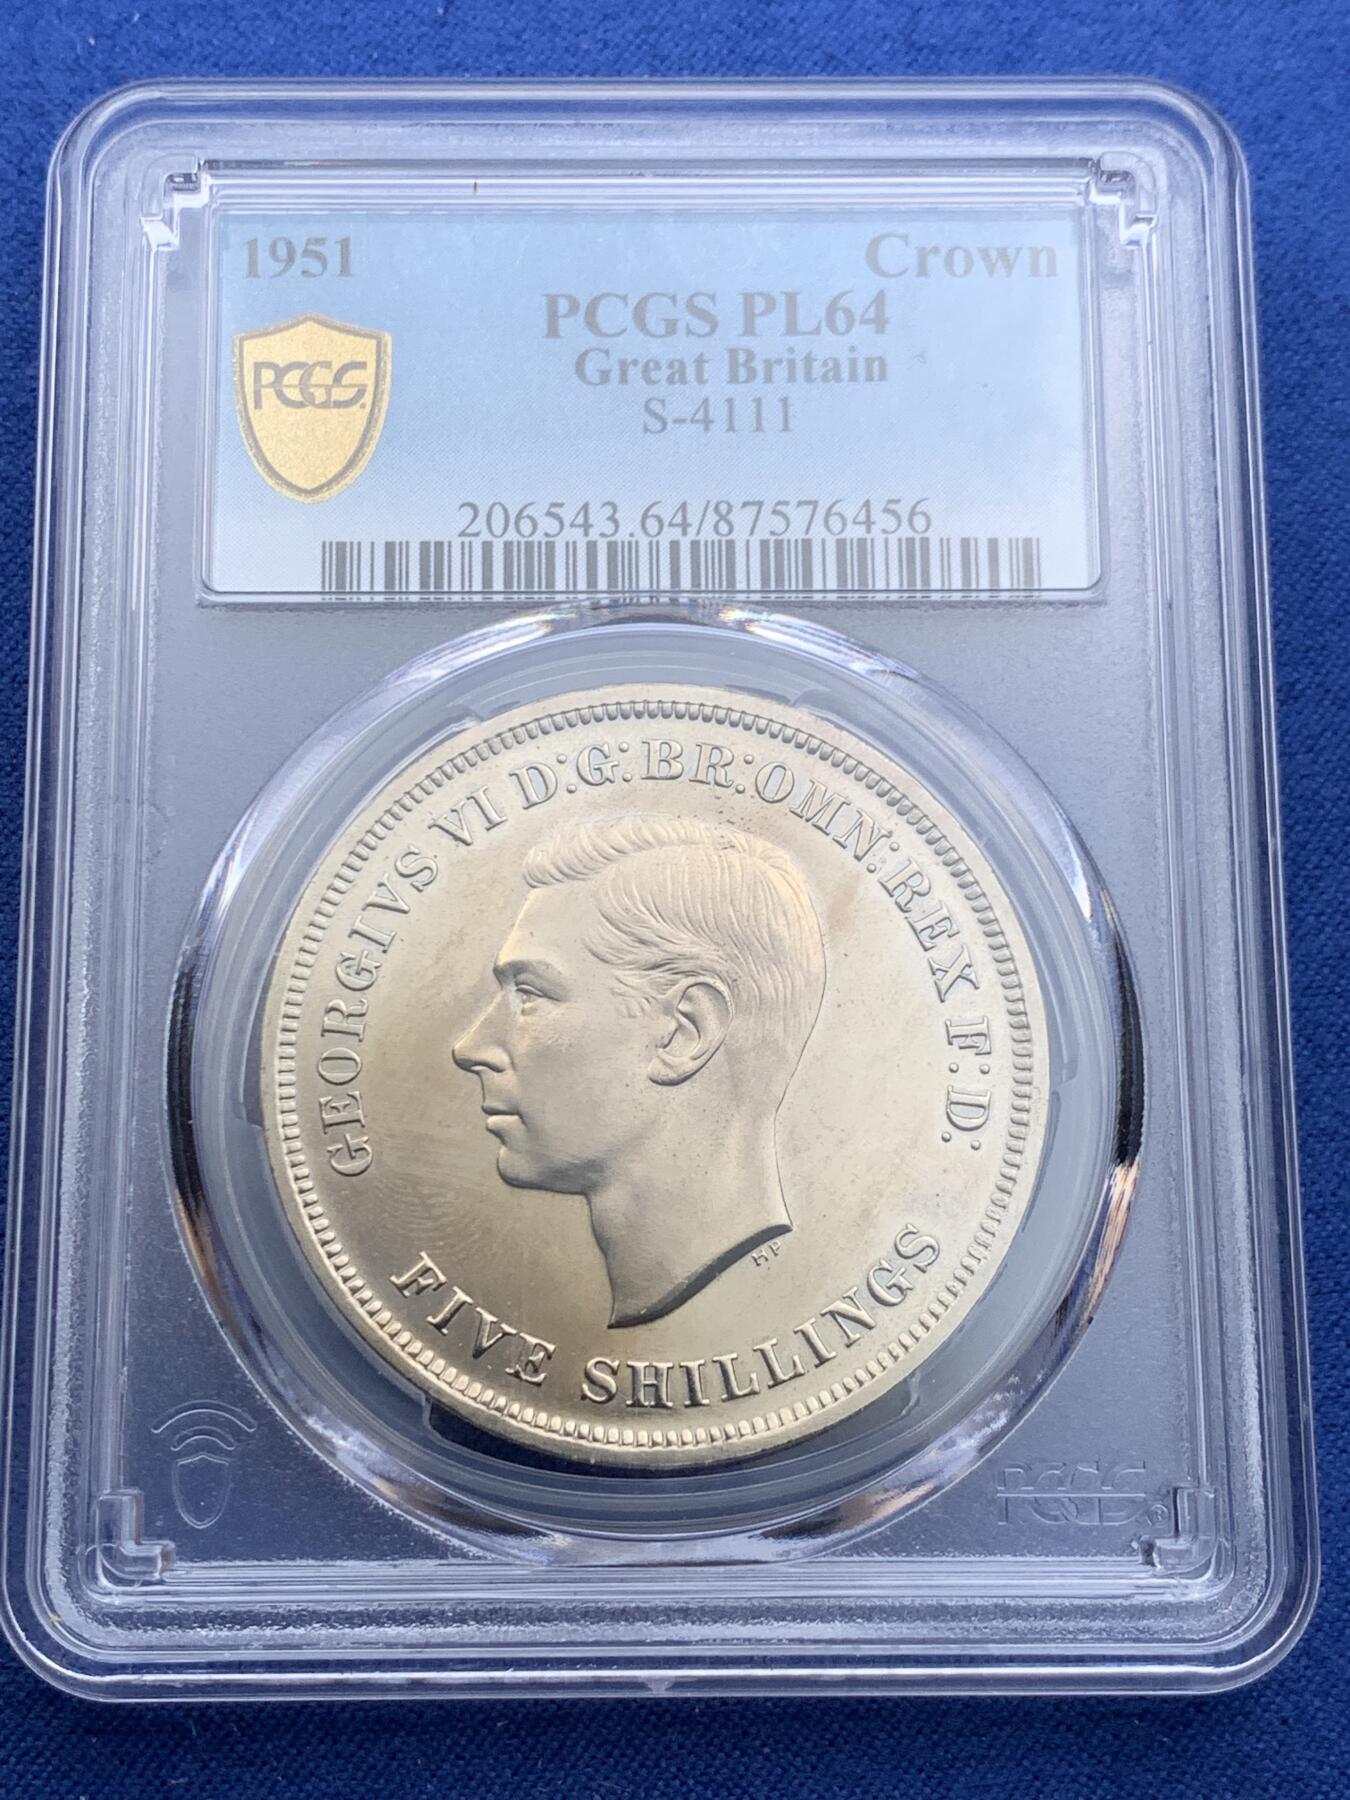 1951
Crown
PCGS PL64
Great Britain
S-4111
PCGS
206543.64/87576456
GEORGIVS VI D:G:BR:OMN:REX F:D:
HP
FIVE SHILLINGS
PCGS